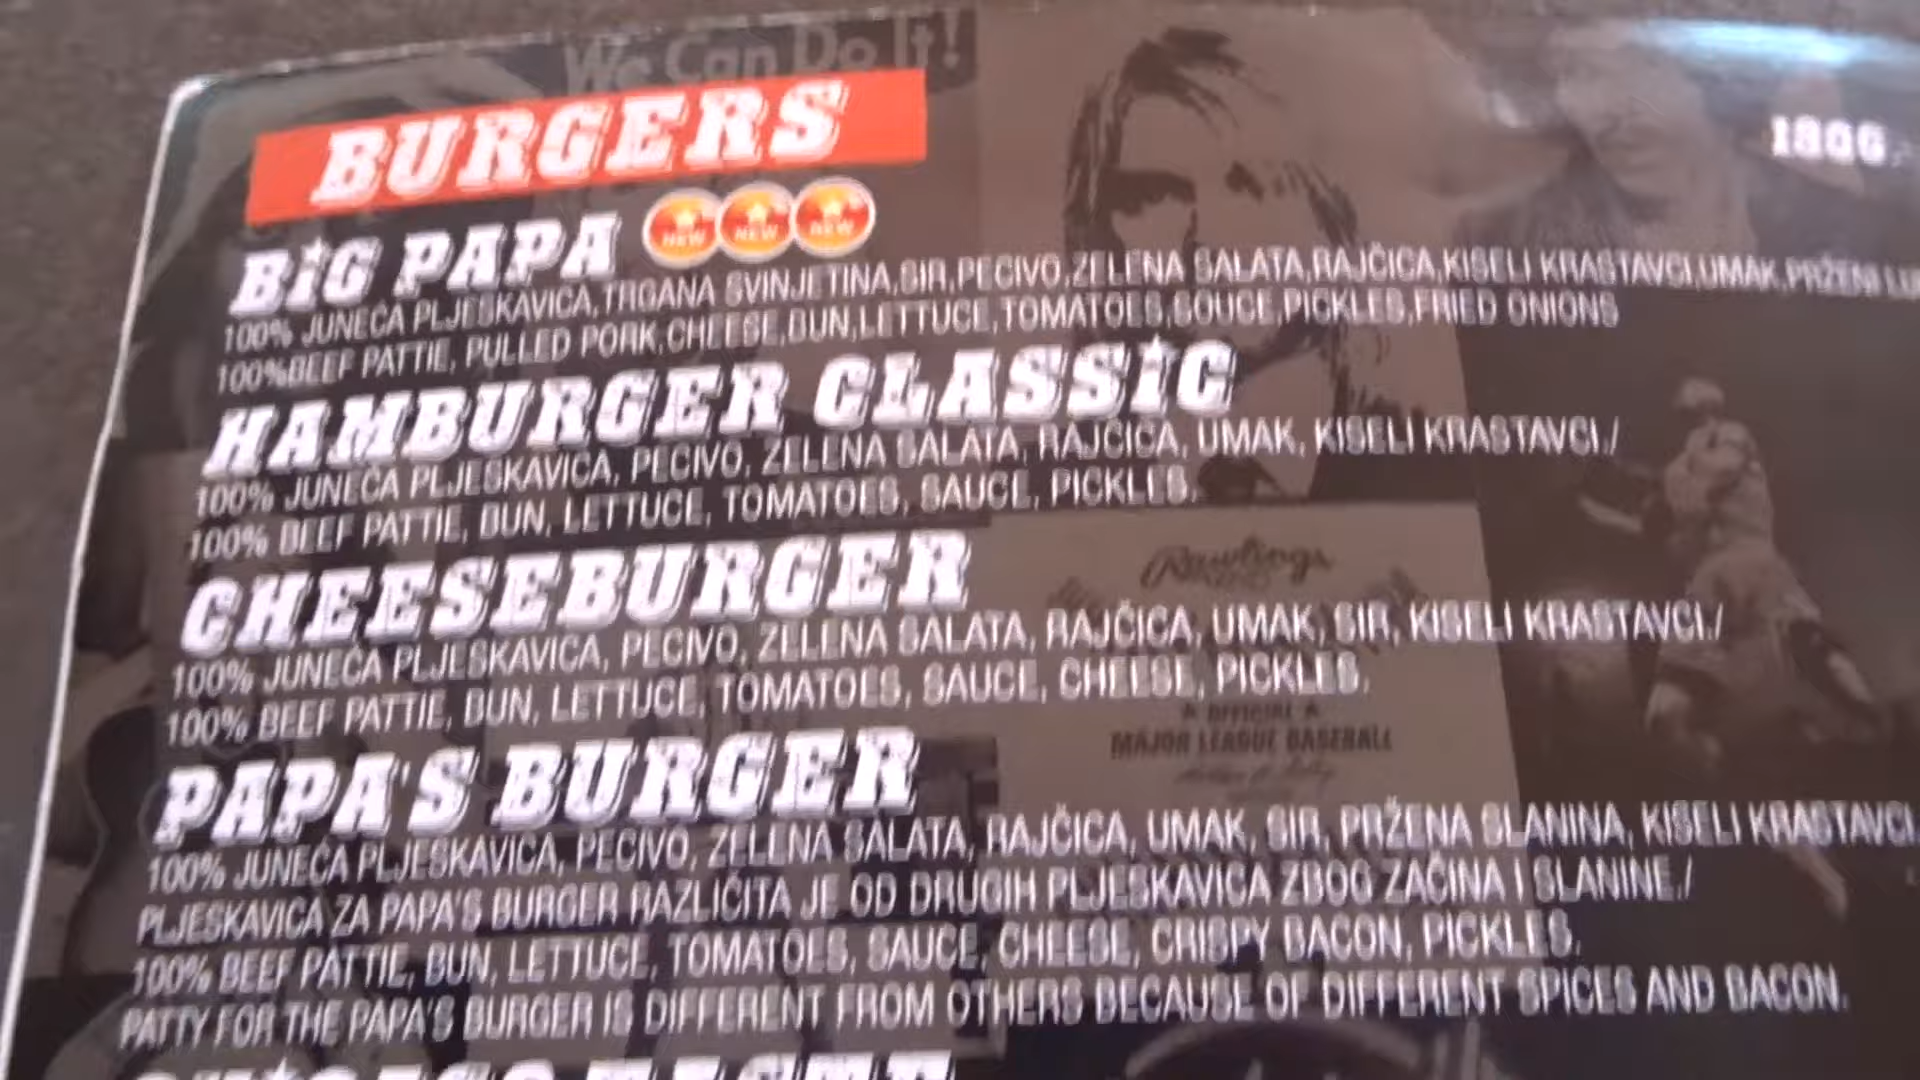 We Can Do It!
BURGERS
180G
BIG PAPA
NEW NEW NEW
100% JUNEĆA PLJESKAVICA,TRGANA SVINJETINA,SIR,PECIVO,ZELENA SALATA,RAJČICA,KISELI KRASTAVCI,UMAK,PRŽENI
100%BEEF PATTIE, PULLED PORK,CHEESE,BUN,LETTUCE,TOMATOES,SOUCE,PICKLES,FRIED ONIONS
HAMBURGER CLASSIC
100% JUNEĆA PLJESKAVICA, PECIVO, ZELENA SALATA, RAJČICA, UMAK, KISELI KRASTAVCI./
100% BEEF PATTIE, BUN, LETTUCE, TOMATOES, SAUCE, PICKLES.
CHEESEBURGER
100% JUNEĆA PLJESKAVICA, PECIVO, ZELENA SALATA, RAJČICA, UMAK, SIR, KISELI KRASTAVCI./
100% BEEF PATTIE, BUN, LETTUCE, TOMATOES, SAUCE, CHEESE, PICKLES.
Rawlings
OFFICIAL
MAJOR LEAGUE BASEBALL
PAPA'S BURGER
100% JUNEĆA PLJESKAVICA, PECIVO, ZELENA SALATA, RAJČICA, UMAK, SIR, PRŽENA SLANINA, KISELI KRASTAVCI
PLJESKAVICA ZA PAPA'S BURGER RAZLIČITA JE OD DRUGIH PLJESKAVICA ZBOG ZAČINA I SLANINE./
100% BEEF PATTIE, BUN, LETTUCE, TOMATOES, SAUCE, CHEESE, CRISPY BACON, PICKLES.
PATTY FOR THE PAPA'S BURGER IS DIFFERENT FROM OTHERS BECAUSE OF DIFFERENT SPICES AND BACON.